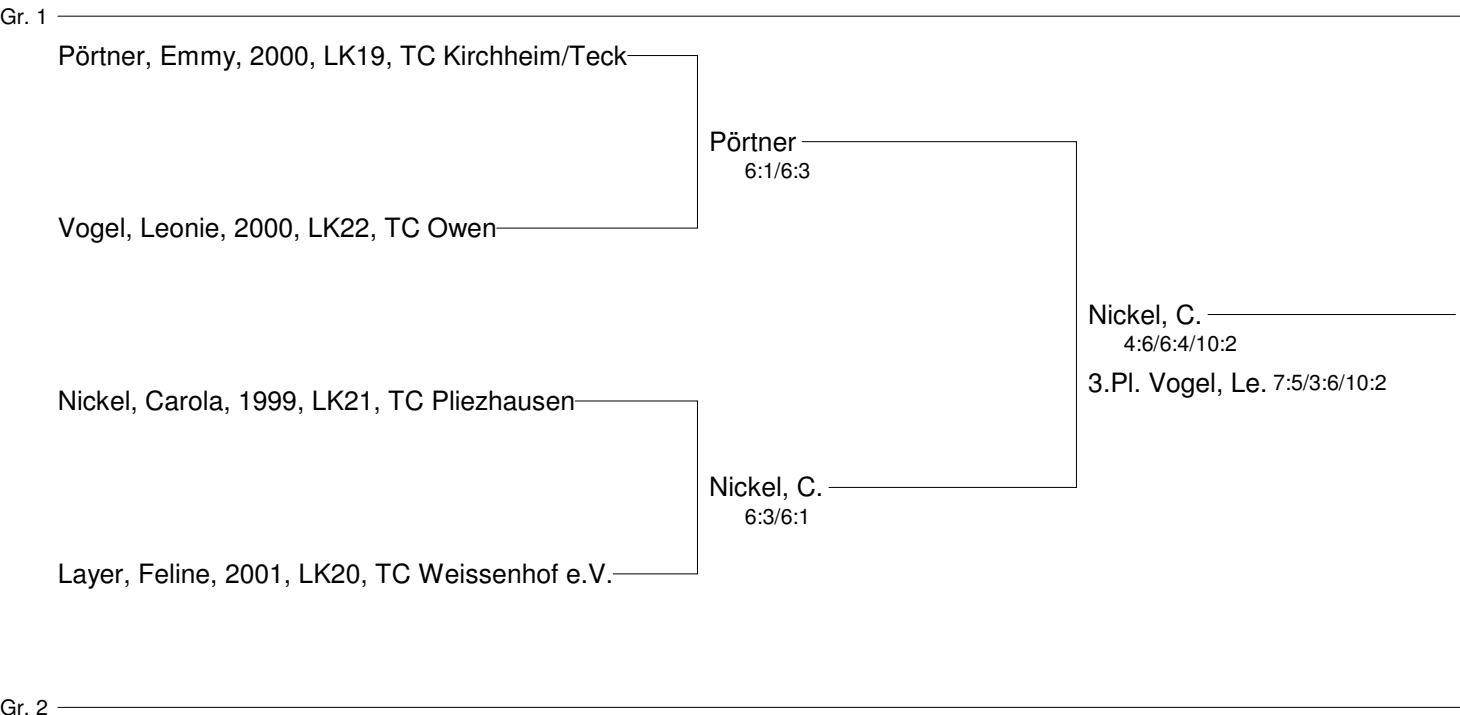 Gr. 1
Pörtner, Emmy, 2000, LK19, TC Kirchheim/Teck
Pörtner
6:1/6:3
Vogel, Leonie, 2000, LK22, TC Owen
Nickel, C.
4:6/6:4/10:2
3.Pl. Vogel, Le. 7:5/3:6/10:2
Nickel, Carola, 1999, LK21, TC Pliezhausen
Nickel, C.
6:3/6:1
Layer, Feline, 2001, LK20, TC Weissenhof e.V.
Gr. 2